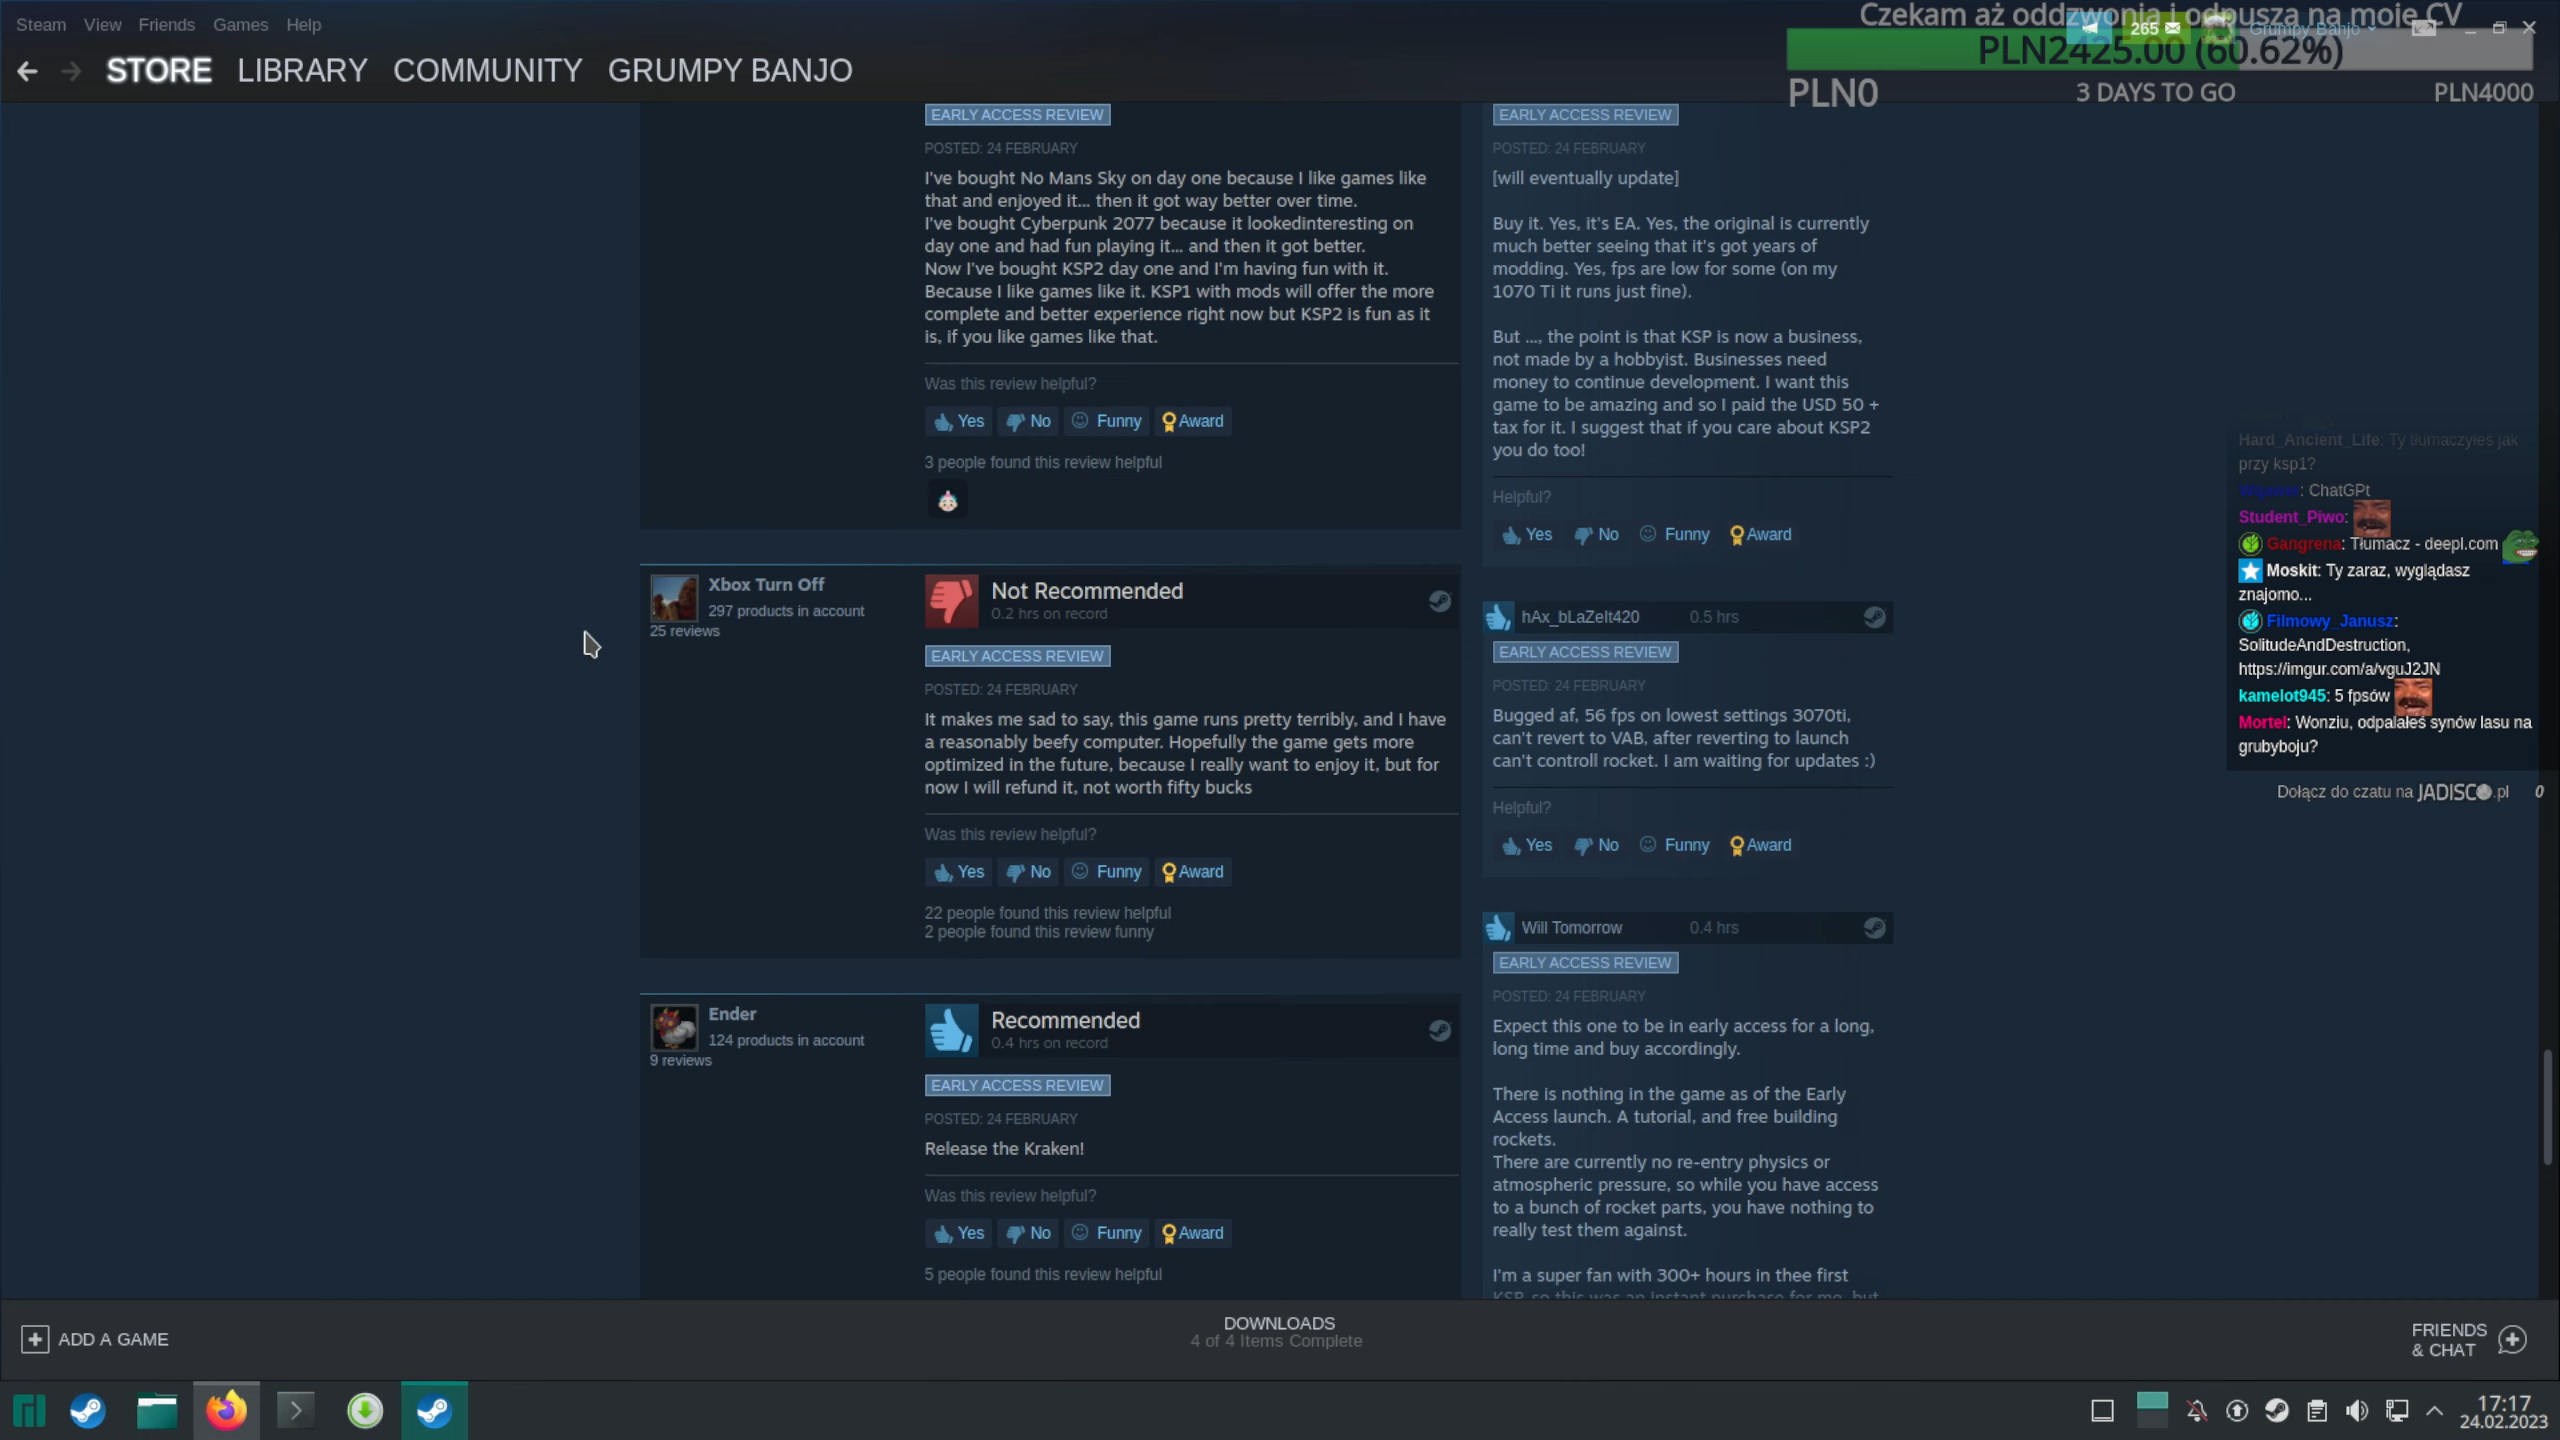 Steam View Friends Games Help
Czekam aż oddzwonią i odpuszą na moje CV
265
Grumpy Banjo
STORE LIBRARY COMMUNITY GRUMPY BANJO
PLN2425.00 (60.62%)
PLN0
3 DAYS TO GO
PLN4000
EARLY ACCESS REVIEW
POSTED: 24 FEBRUARY
I've bought No Mans Sky on day one because I like games like
that and enjoyed it... then it got way better over time.
I've bought Cyberpunk 2077 because it lookedinteresting on
day one and had fun playing it... and then it got better.
Now I've bought KSP2 day one and I'm having fun with it.
Because I like games like it. KSP1 with mods will offer the more
complete and better experience right now but KSP2 is fun as it
is, if you like games like that.
Was this review helpful?
Yes No Funny Award
3 people found this review helpful
Xbox Turn Off
297 products in account
25 reviews
Not Recommended
0.2 hrs on record
EARLY ACCESS REVIEW
POSTED: 24 FEBRUARY
It makes me sad to say, this game runs pretty terribly, and I have
a reasonably beefy computer. Hopefully the game gets more
optimized in the future, because I really want to enjoy it, but for
now I will refund it, not worth fifty bucks
Was this review helpful?
Yes No Funny Award
22 people found this review helpful
2 people found this review funny
Ender
124 products in account
9 reviews
Recommended
0.4 hrs on record
EARLY ACCESS REVIEW
POSTED: 24 FEBRUARY
Release the Kraken!
Was this review helpful?
Yes No Funny Award
5 people found this review helpful
EARLY ACCESS REVIEW
POSTED: 24 FEBRUARY
[will eventually update]
Buy it. Yes, it's EA. Yes, the original is currently
much better seeing that it's got years of
modding. Yes, fps are low for some (on my
1070 Ti it runs just fine).
But ..., the point is that KSP is now a business,
not made by a hobbyist. Businesses need
money to continue development. I want this
game to be amazing and so I paid the USD 50 +
tax for it. I suggest that if you care about KSP2
you do too!
Helpful?
Yes No Funny Award
hAx_bLaZeIt420 0.5 hrs
EARLY ACCESS REVIEW
POSTED: 24 FEBRUARY
Bugged af, 56 fps on lowest settings 3070ti,
can't revert to VAB, after reverting to launch
can't controll rocket. I am waiting for updates :)
Helpful?
Yes No Funny Award
Will Tomorrow 0.4 hrs
EARLY ACCESS REVIEW
POSTED: 24 FEBRUARY
Expect this one to be in early access for a long,
long time and buy accordingly.
There is nothing in the game as of the Early
Access launch. A tutorial, and free building
rockets.
There are currently no re-entry physics or
atmospheric pressure, so while you have access
to a bunch of rocket parts, you have nothing to
really test them against.
I'm a super fan with 300+ hours in thee first
KSP, so this was an instant purchase for me, but
Hard_Ancient_Life: Ty tłumaczyłeś jak
przy ksp1?
: ChatGPt
Student_Piwo:
Gangrena: Tłumacz - deepl.com
Moskit: Ty zaraz, wyglądasz
znajomo...
Filmowy_Janusz:
SolitudeAndDestruction,
https://imgur.com/a/vguJ2JN
kamelot945: 5 fpsów
Mortel: Wonziu, odpalałeś synów lasu na
grubyboju?
Dołącz do czatu na JADISCO.pl 0
ADD A GAME
DOWNLOADS
4 of 4 Items Complete
FRIENDS
& CHAT
17:17
24.02.2023